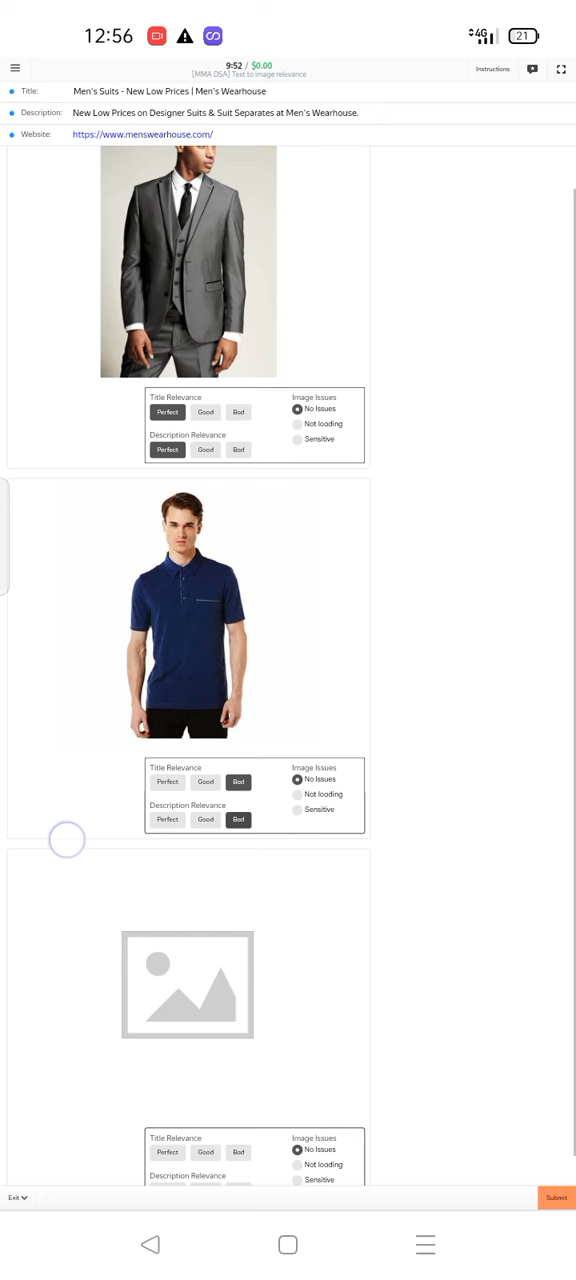 12:56
4G
21
9:52 / $0.00
[MMA DSA] Text to image relevance
Instructions
Title: Men's Suits - New Low Prices | Men's Wearhouse
Description: New Low Prices on Designer Suits & Suit Separates at Men's Wearhouse.
Website: https://www.menswearhouse.com/
Title Relevance
Perfect Good Bad
Description Relevance
Perfect Good Bad
Image Issues
No Issues
Not loading
Sensitive
Title Relevance
Perfect Good Bad
Description Relevance
Perfect Good Bad
Image Issues
No Issues
Not loading
Sensitive
Title Relevance
Perfect Good Bad
Description Relevance
Image Issues
No Issues
Not loading
Sensitive
Exit
Submit